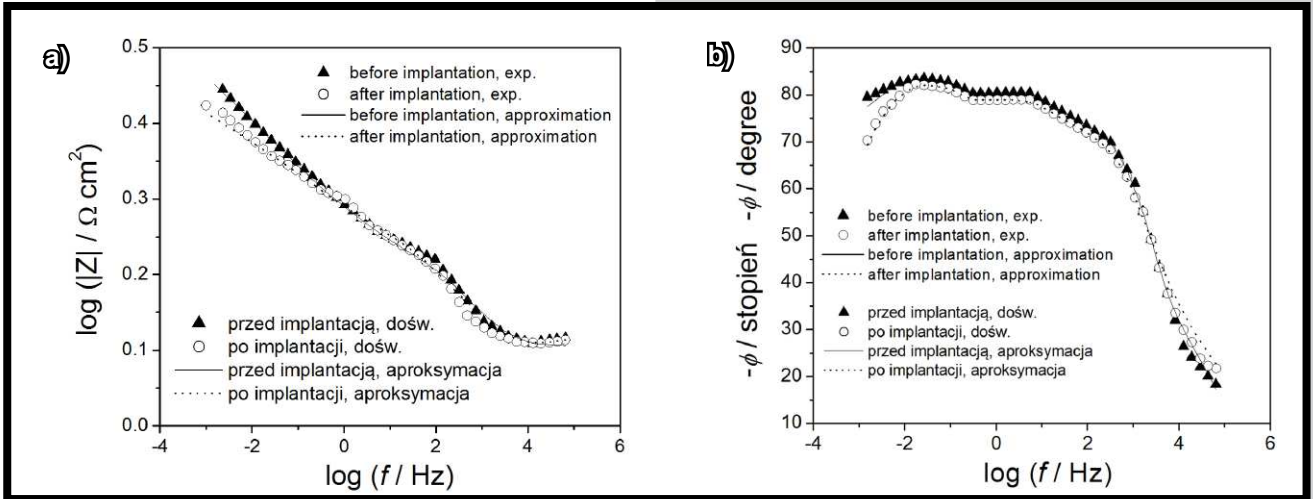 a)
0.5
0.4
0.3
0.2
0.1
0.0
log (|Z| / Ω cm²)
before implantation, exp.
after implantation, exp.
before implantation, approximation
after implantation, approximation
przed implantacją, dośw.
po implantacji, dośw.
przed implantacją, aproksymacja
po implantacji, aproksymacja
-4 -2 0 2 4 6
log (f / Hz)
b)
90
80
70
60
50
40
30
20
10
-ϕ / stopień -ϕ / degree
before implantation, exp.
after implantation, exp.
before implantation, approximation
after implantation, approximation
przed implantacją, dośw.
po implantacji, dośw.
przed implantacją, aproksymacja
po implantacji, aproksymacja
-4 -2 0 2 4 6
log (f / Hz)